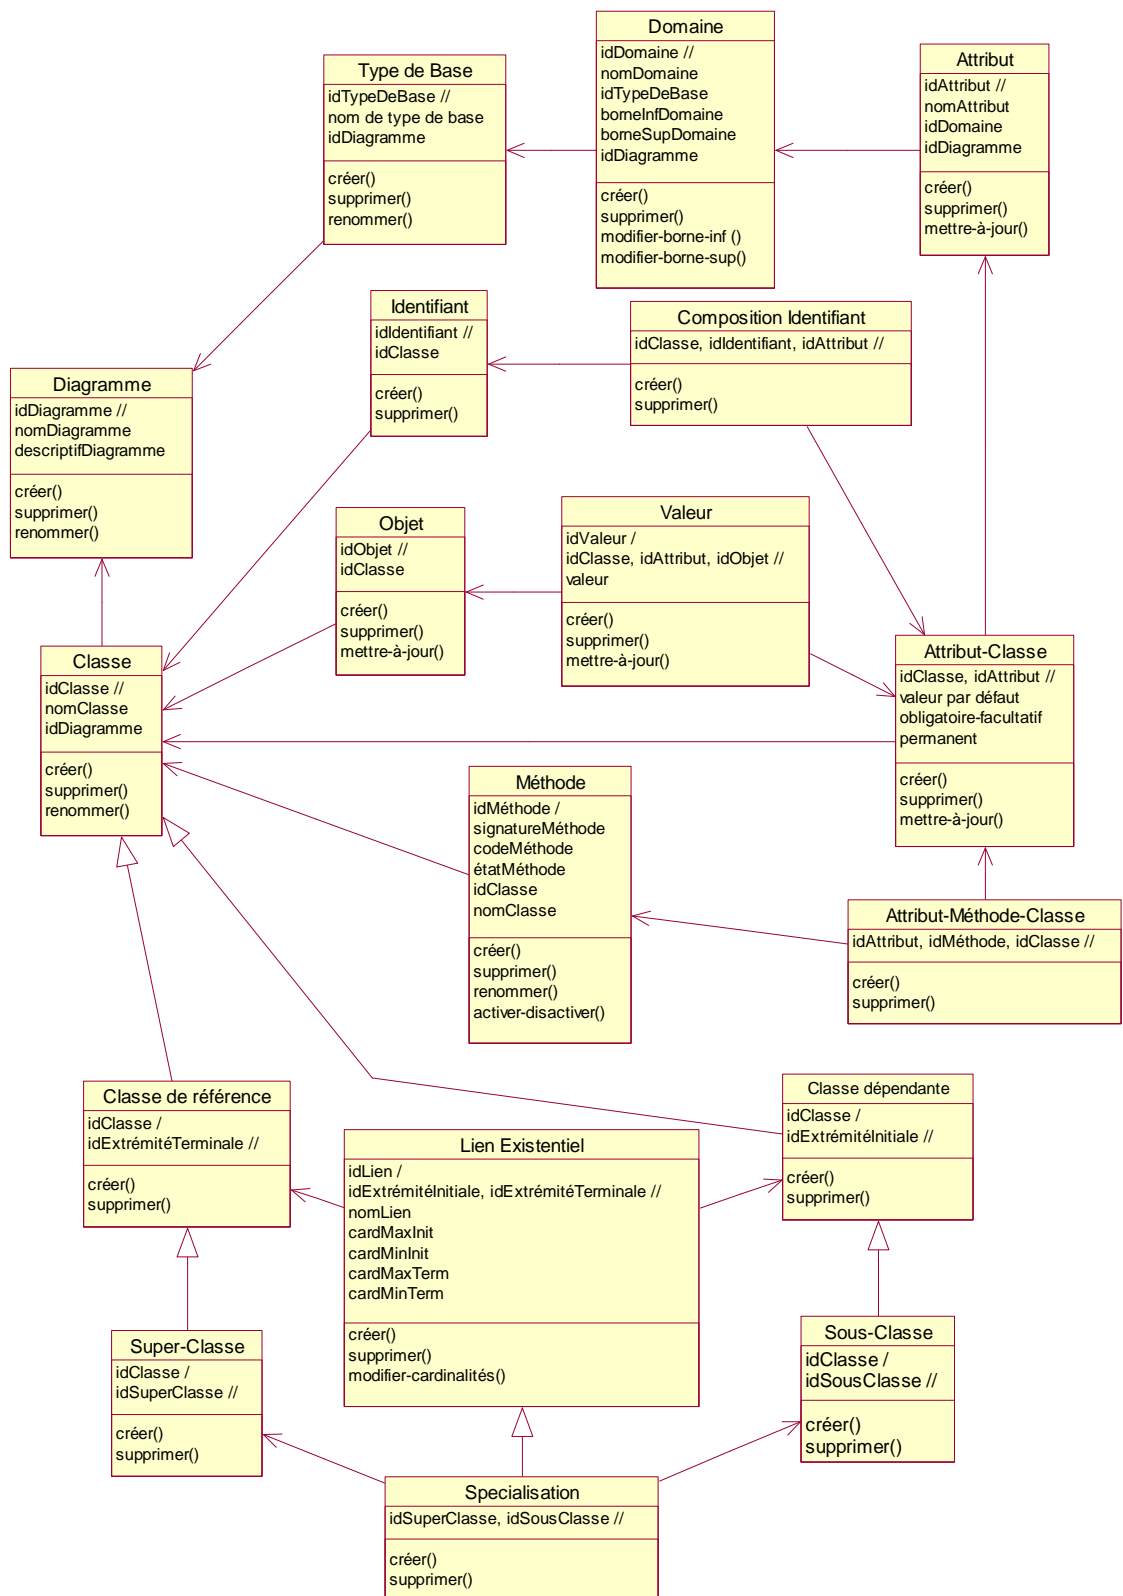 Domaine
idDomaine //
nomDomaine
idTypeDeBase
borneInfDomaine
borneSupDomaine
idDiagramme
créer()
supprimer()
modifier-borne-inf ()
modifier-borne-sup()
Type de Base
idTypeDeBase //
nom de type de base
idDiagramme
créer()
supprimer()
renommer()
Attribut
idAttribut //
nomAttribut
idDomaine
idDiagramme
créer()
supprimer()
mettre-à-jour()
Identifiant
idIdentifiant //
idClasse
créer()
supprimer()
Composition Identifiant
idClasse, idIdentifiant, idAttribut //
créer()
supprimer()
Diagramme
idDiagramme //
nomDiagramme
descriptifDiagramme
créer()
supprimer()
renommer()
Objet
idObjet //
idClasse
créer()
supprimer()
mettre-à-jour()
Valeur
idValeur /
idClasse, idAttribut, idObjet //
valeur
créer()
supprimer()
mettre-à-jour()
Classe
idClasse //
nomClasse
idDiagramme
créer()
supprimer()
renommer()
Attribut-Classe
idClasse, idAttribut //
valeur par défaut
obligatoire-facultatif
permanent
créer()
supprimer()
mettre-à-jour()
Méthode
idMéthode /
signatureMéthode
codeMéthode
étatMéthode
idClasse
nomClasse
créer()
supprimer()
renommer()
activer-disactiver()
Attribut-Méthode-Classe
idAttribut, idMéthode, idClasse //
créer()
supprimer()
Classe de référence
idClasse /
idExtrémitéTerminale //
créer()
supprimer()
Lien Existentiel
idLien /
idExtrémitéInitiale, idExtrémitéTerminale //
nomLien
cardMaxInit
cardMinInit
cardMaxTerm
cardMinTerm
créer()
supprimer()
modifier-cardinalités()
Classe dépendante
idClasse /
idExtrémitéInitiale //
créer()
supprimer()
Super-Classe
idClasse /
idSuperClasse //
créer()
supprimer()
Sous-Classe
idClasse /
idSousClasse //
créer()
supprimer()
Specialisation
idSuperClasse, idSousClasse //
créer()
supprimer()